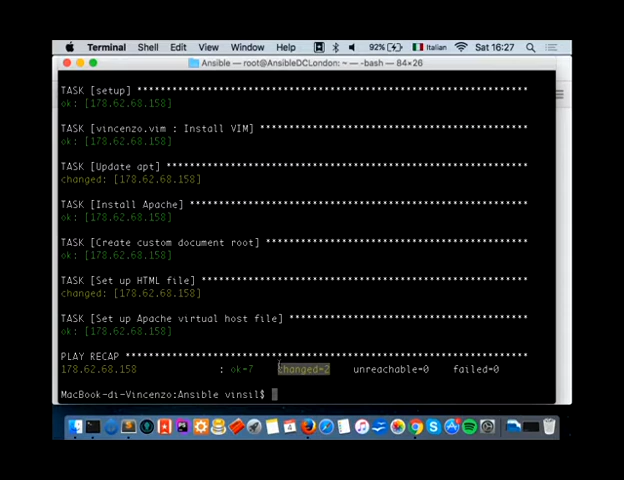 Terminal Shell Edit View Window Help 92% Italian Sat 16:27
Ansible — root@AnsibleDCLondon: ~ — -bash — 84×26
TASK [setup] *******************************************************************
ok: [178.62.68.158]
TASK [vincenzo.vim : Install VIM] **********************************************
ok: [178.62.68.158]
TASK [Update apt] **************************************************************
changed: [178.62.68.158]
TASK [Install Apache] **********************************************************
ok: [178.62.68.158]
TASK [Create custom document root] *********************************************
ok: [178.62.68.158]
TASK [Set up HTML file] ********************************************************
changed: [178.62.68.158]
TASK [Set up Apache virtual host file] *****************************************
ok: [178.62.68.158]
PLAY RECAP *********************************************************************
178.62.68.158 : ok=7 changed=2 unreachable=0 failed=0
MacBook-di-Vincenzo:Ansible vinsil$